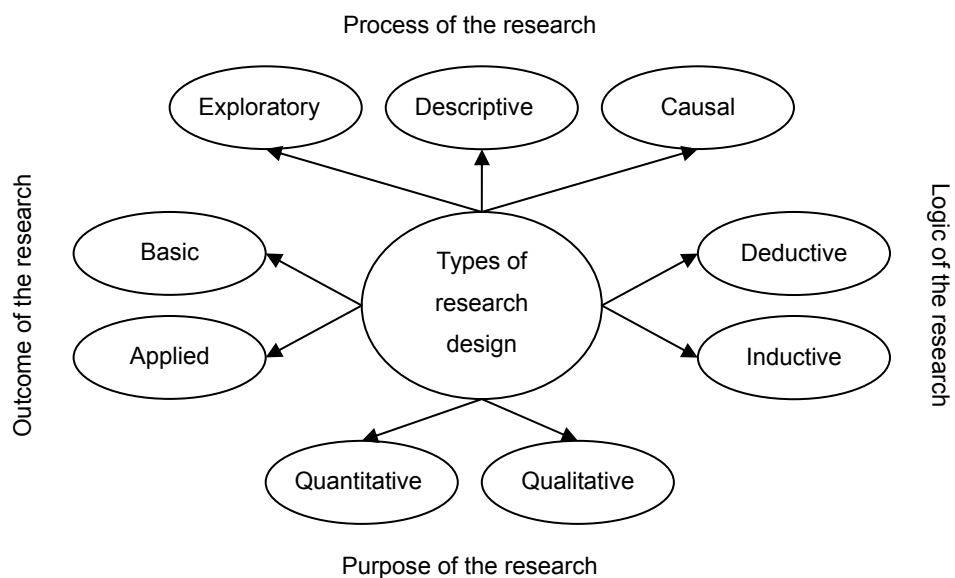 Process of the research
Exploratory
Descriptive
Causal
Outcome of the research
Basic
Applied
Types of
research
design
Deductive
Inductive
Logic of the research
Quantitative
Qualitative
Purpose of the research